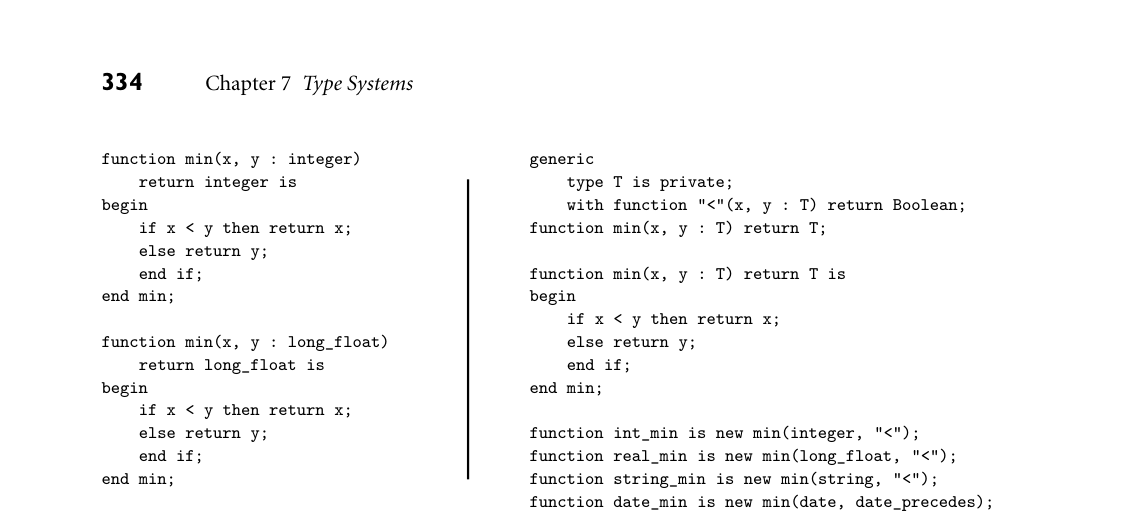 334 Chapter 7 Type Systems
function min(x, y : integer)
    return integer is
begin
    if x < y then return x;
    else return y;
    end if;
end min;

function min(x, y : long_float)
    return long_float is
begin
    if x < y then return x;
    else return y;
    end if;
end min;

generic
    type T is private;
    with function "<"(x, y : T) return Boolean;
function min(x, y : T) return T;

function min(x, y : T) return T is
begin
    if x < y then return x;
    else return y;
    end if;
end min;

function int_min is new min(integer, "<");
function real_min is new min(long_float, "<");
function string_min is new min(string, "<");
function date_min is new min(date, date_precedes);